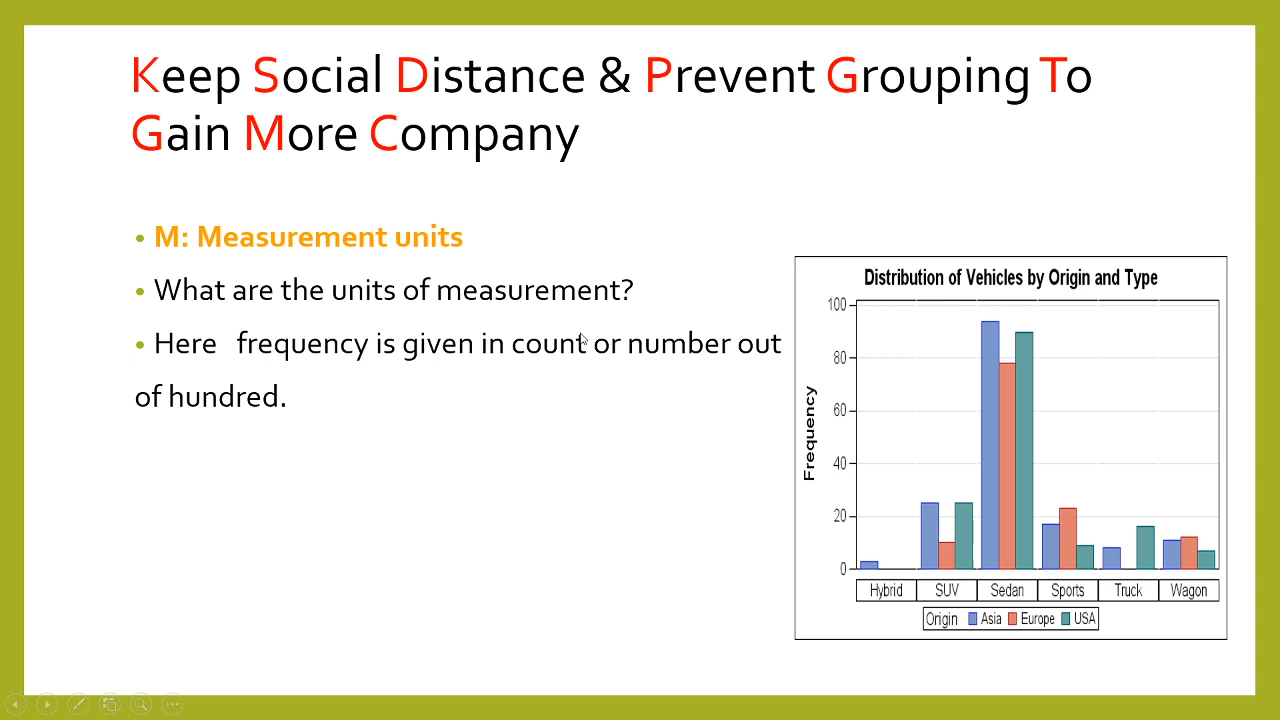 Keep Social Distance & Prevent Grouping To
Gain More Company
• M: Measurement units
• What are the units of measurement?
• Here frequency is given in count or number out
of hundred.
Distribution of Vehicles by Origin and Type
Frequency
100
80
60
40
20
0
Hybrid SUV Sedan Sports Truck Wagon
Origin Asia Europe USA